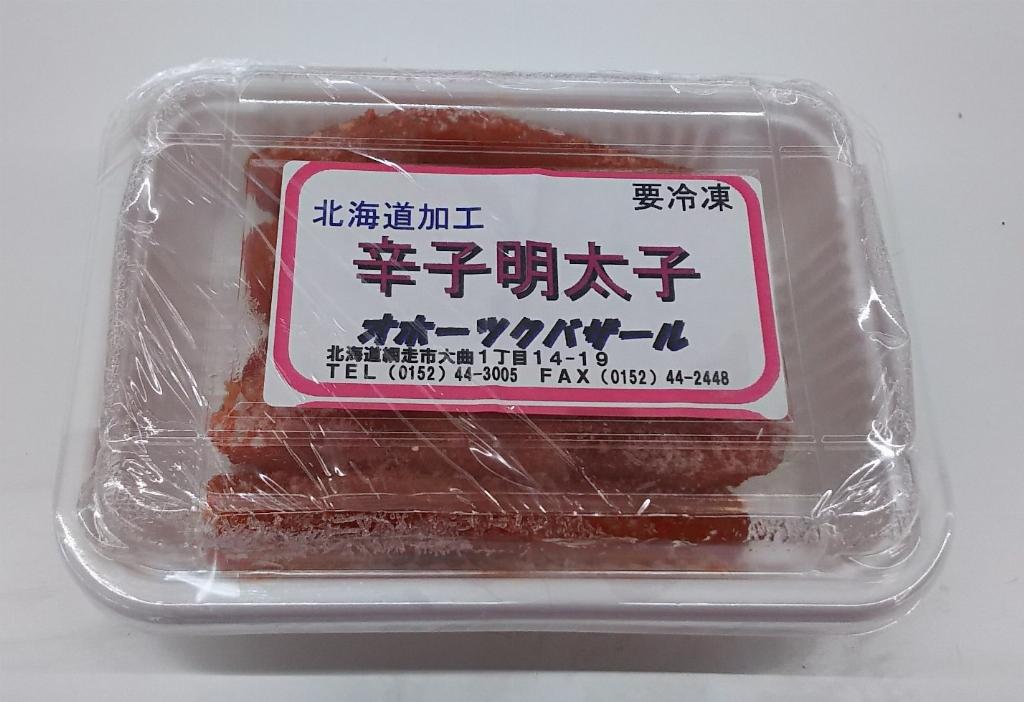 要冷凍
北海道加工
辛子明太子
オホーツクバザール
北海道網走市大曲1丁目14-19
TEL(0152)44-3005 FAX(0152)44-2448